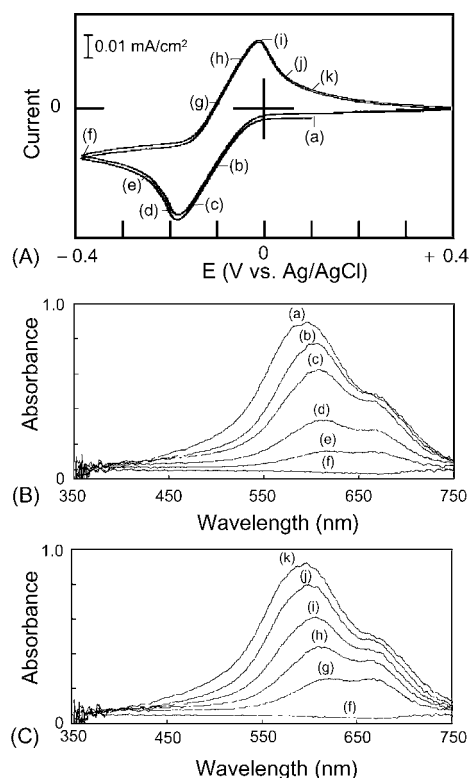 0.01 mA/cm²
(i)
(h)
(j)
(k)
(g)
Current
0
(a)
(f)
(b)
(e)
(d)
(c)
(A)
– 0.4
0
+ 0.4
E (V vs. Ag/AgCl)
1.0
(a)
(b)
(c)
(d)
(e)
(f)
Absorbance
0
(B)
350
450
550
650
750
Wavelength (nm)
1.0
(k)
(j)
(i)
(h)
(g)
(f)
Absorbance
0
(C)
350
450
550
650
750
Wavelength (nm)